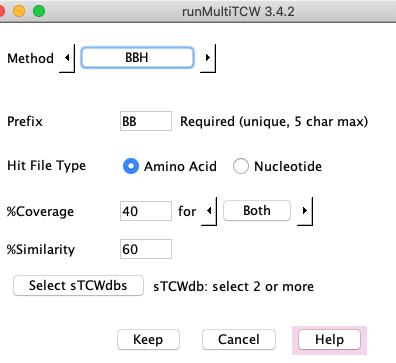 runMultiTCW 3.4.2
Method BBH
Prefix BB Required (unique, 5 char max)
Hit File Type Amino Acid Nucleotide
%Coverage 40 for Both
%Similarity 60
Select sTCWdbs sTCWdb: select 2 or more
Keep Cancel Help